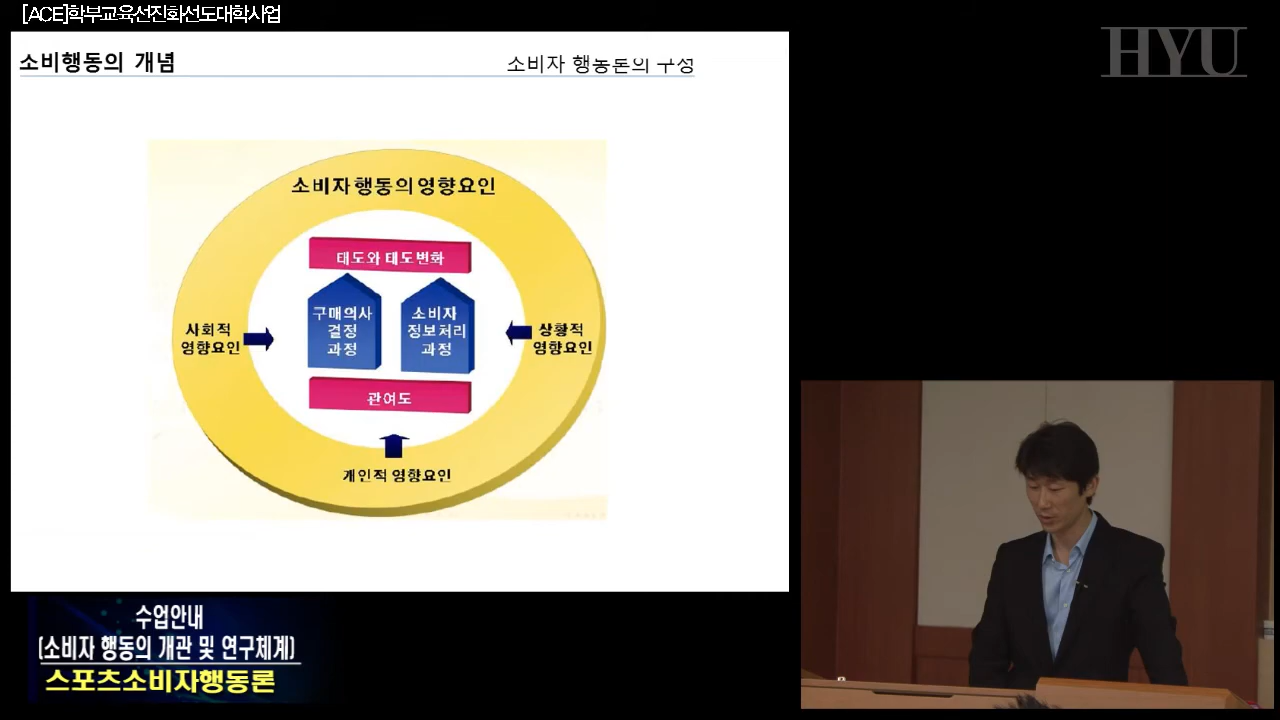 [ACE]학부교육선진화선도대학사업
HYU
소비행동의 개념
소비자 행동론의 구성
소비자행동의영향요인
태도와 태도변화
구매의사
결정
과정
소비자
정보처리
과정
사회적
영향요인
상황적
영향요인
관여도
개인적 영향요인
수업안내
(소비자 행동의 개관 및 연구체계)
스포츠소비자행동론